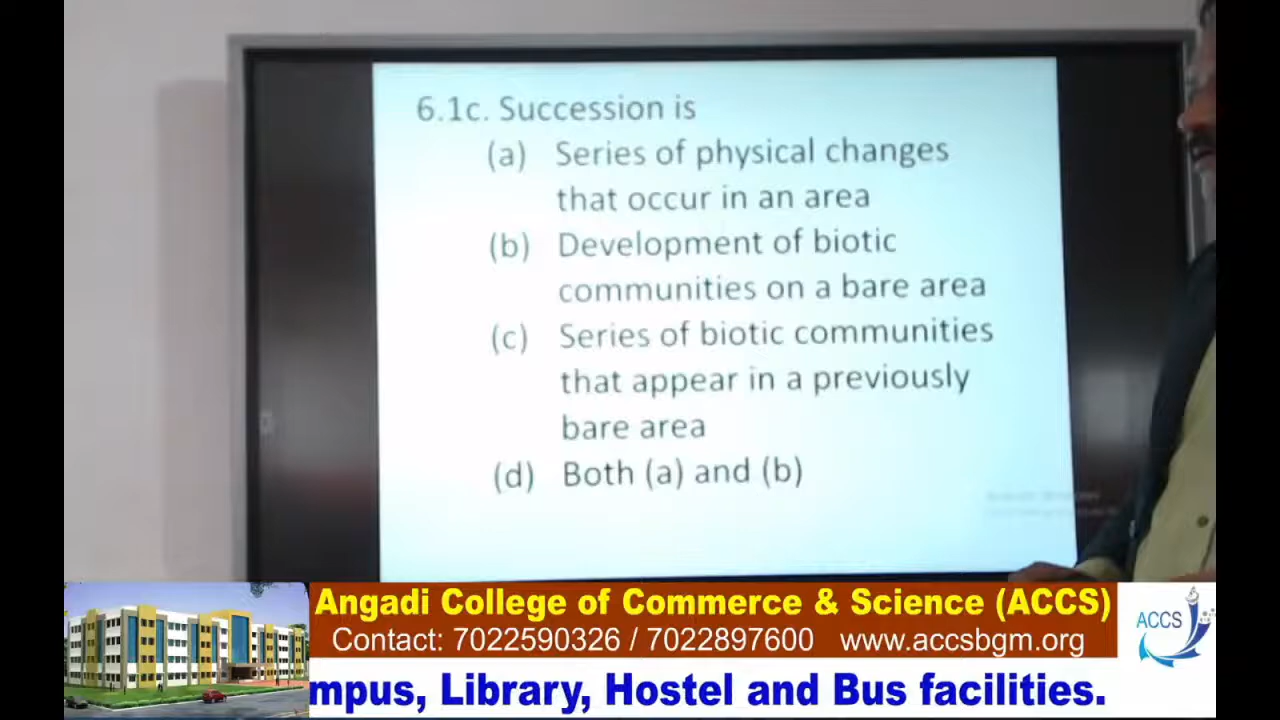 6.1c. Succession is
(a) Series of physical changes
that occur in an area
(b) Development of biotic
communities on a bare area
(c) Series of biotic communities
that appear in a previously
bare area
(d) Both (a) and (b)
Angadi College of Commerce & Science (ACCS)
Contact: 7022590326 / 7022897600 www.accsbgm.org
ACCS
mpus, Library, Hostel and Bus facilities.